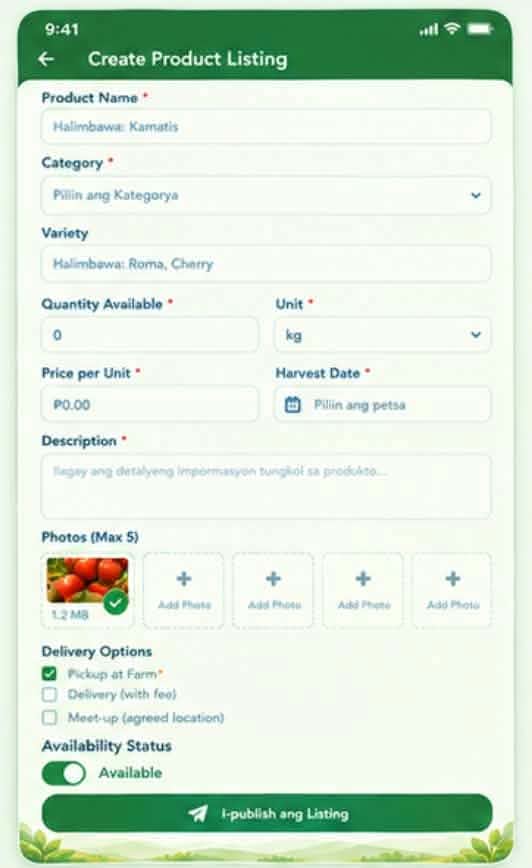 9:41
Create Product Listing
Product Name *
Halimbawa: Kamatis
Category *
Piliin ang Kategorya
Variety
Halimbawa: Roma, Cherry
Quantity Available * Unit *
0 kg
Price per Unit * Harvest Date *
₱0.00 Piliin ang petsa
Description *
Ilagay ang detalyeng impormasyon tungkol sa produkto...
Photos (Max 5)
1.2 MB Add Photo Add Photo Add Photo Add Photo
Delivery Options
Pickup at Farm*
Delivery (with fee)
Meet-up (agreed location)
Availability Status
Available
I-publish ang Listing